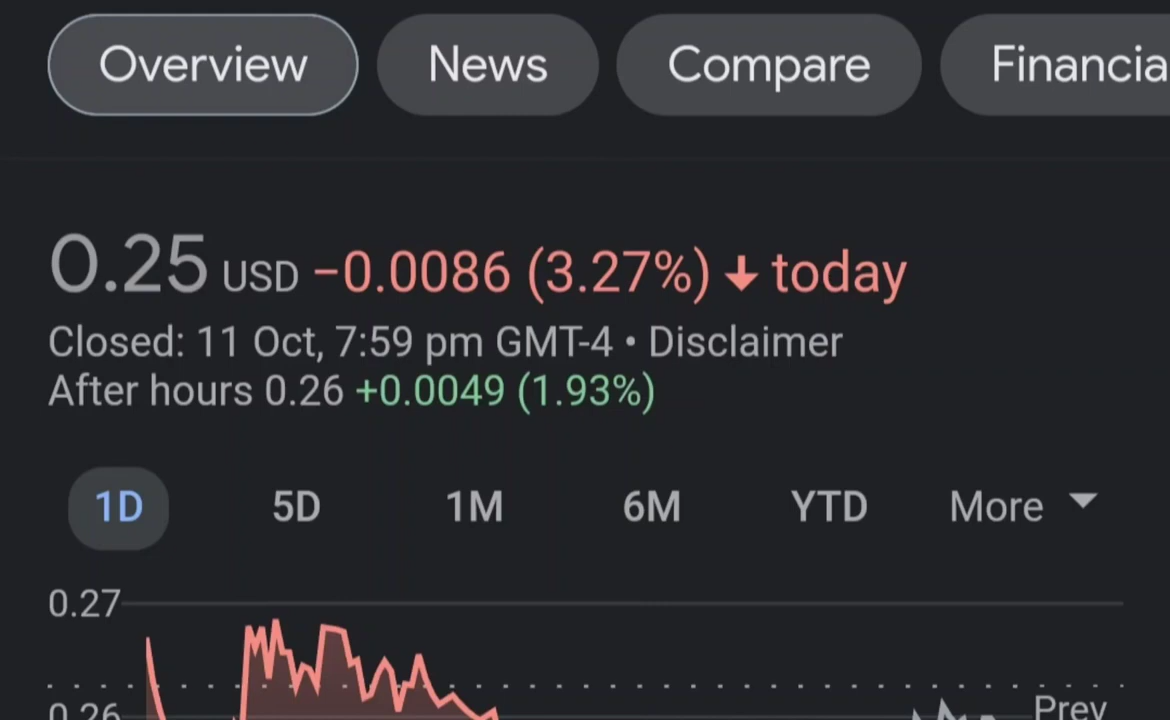 Overview News Compare Financia
0.25 USD −0.0086 (3.27%) ↓ today
Closed: 11 Oct, 7:59 pm GMT-4 • Disclaimer
After hours 0.26 +0.0049 (1.93%)
1D 5D 1M 6M YTD More
0.27
0.26 Prev